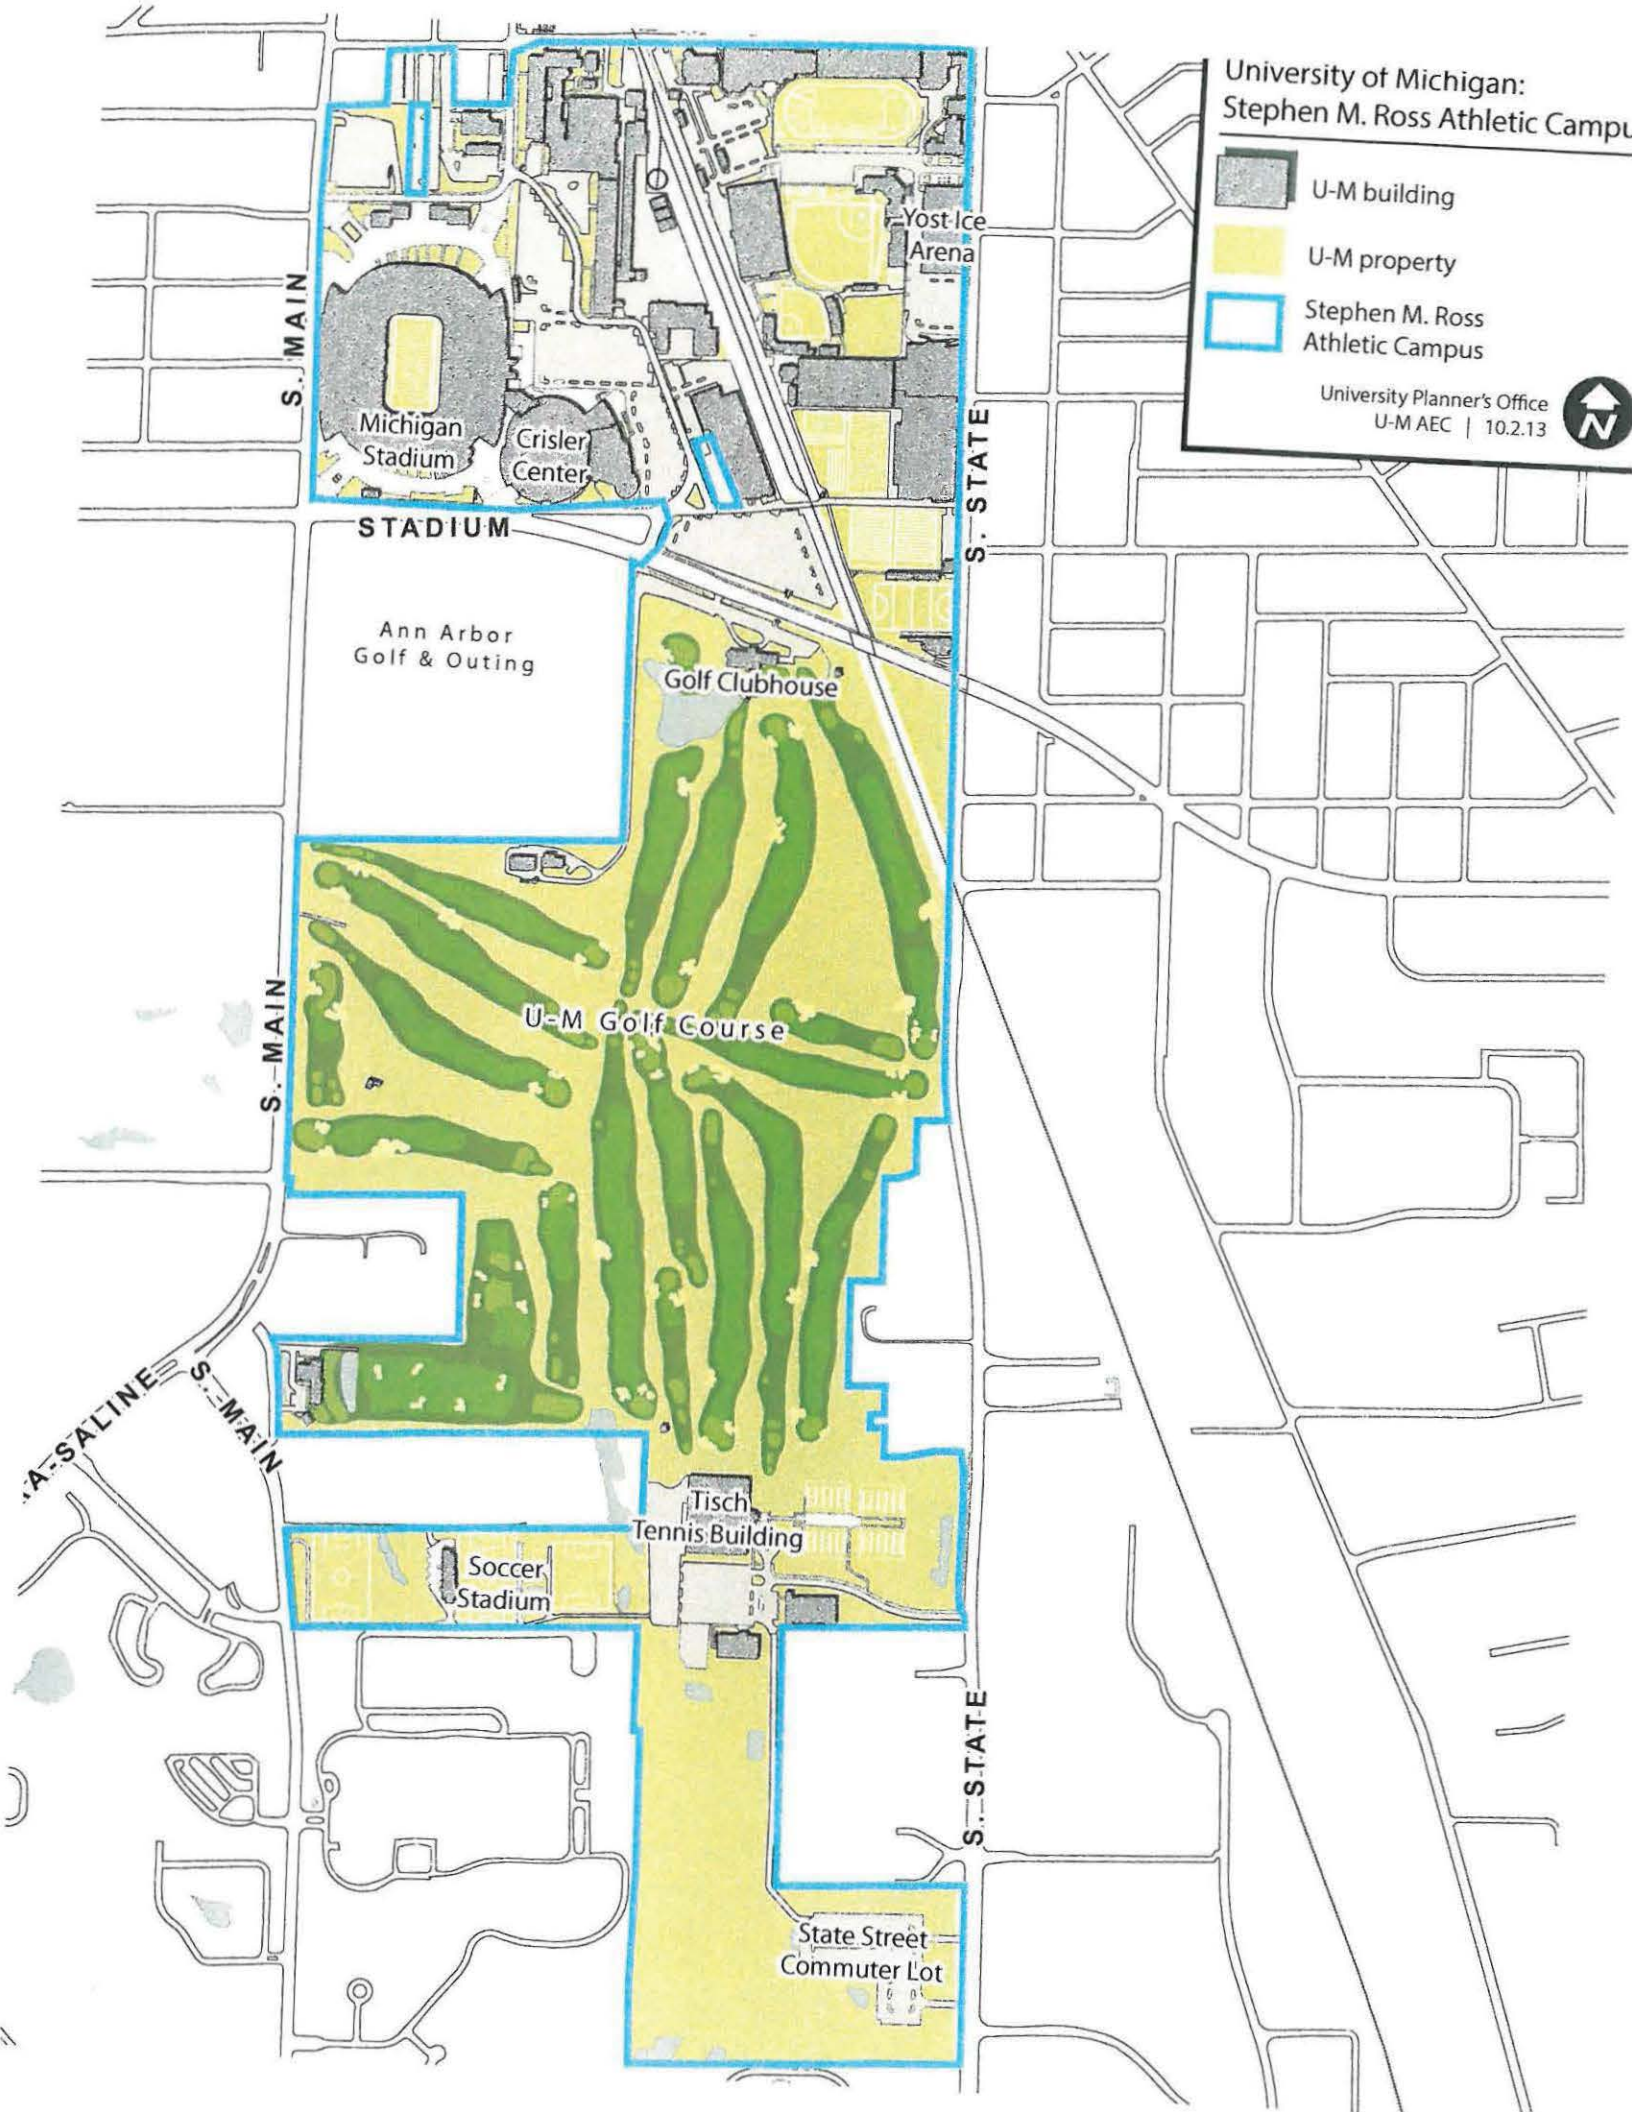 University of Michigan:
Stephen M. Ross Athletic Campu
U-M building
U-M property
Stephen M. Ross
Athletic Campus
University Planner's Office
U-M AEC | 10.2.13
N
Yost Ice
Arena
S. MAIN
Michigan
Stadium
Crisler
Center
S. STATE
STADIUM
Ann Arbor
Golf & Outing
Golf Clubhouse
U-M Golf Course
S. MAIN
A-SALINE
S. MAIN
Tisch
Tennis Building
Soccer
Stadium
S. STATE
State Street
Commuter Lot